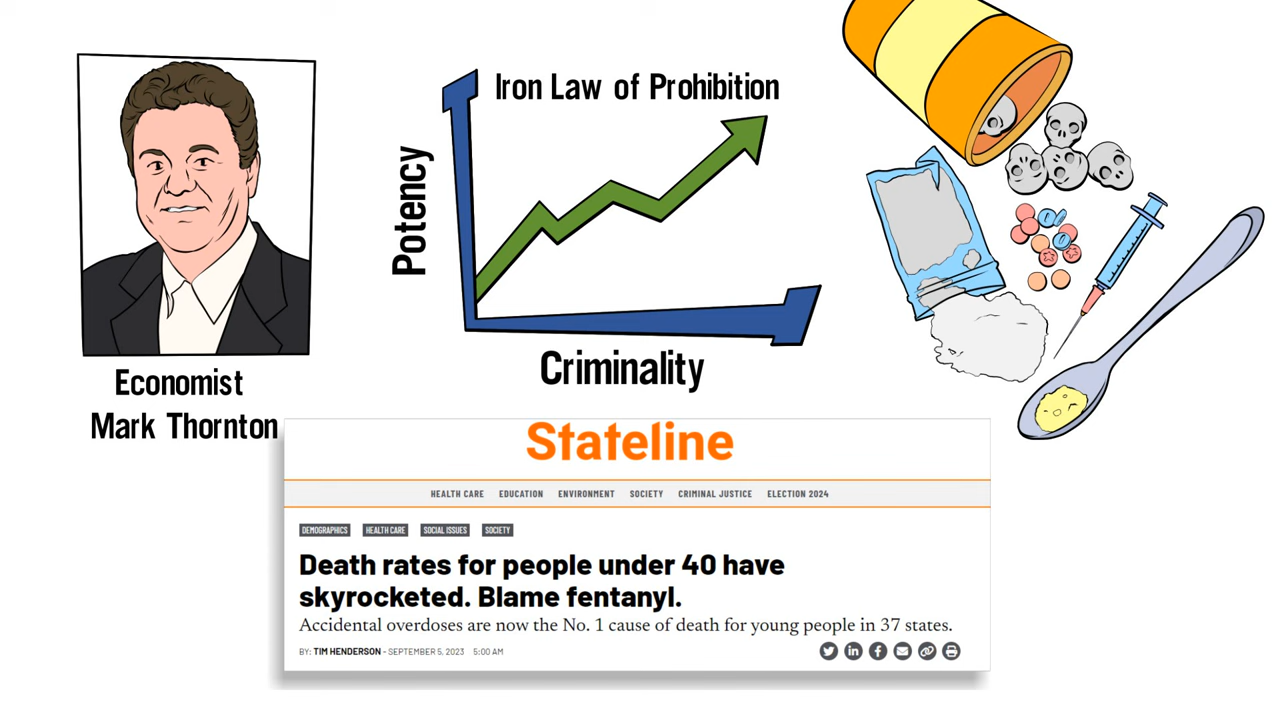 Iron Law of Prohibition
Potency
Criminality
Economist
Mark Thornton
Stateline
HEALTH CARE EDUCATION ENVIRONMENT SOCIETY CRIMINAL JUSTICE ELECTION 2024
DEMOGRAPHICS HEALTH CARE SOCIAL ISSUES SOCIETY
Death rates for people under 40 have
skyrocketed. Blame fentanyl.
Accidental overdoses are now the No. 1 cause of death for young people in 37 states.
BY: TIM HENDERSON - SEPTEMBER 5, 2023 5:00 AM